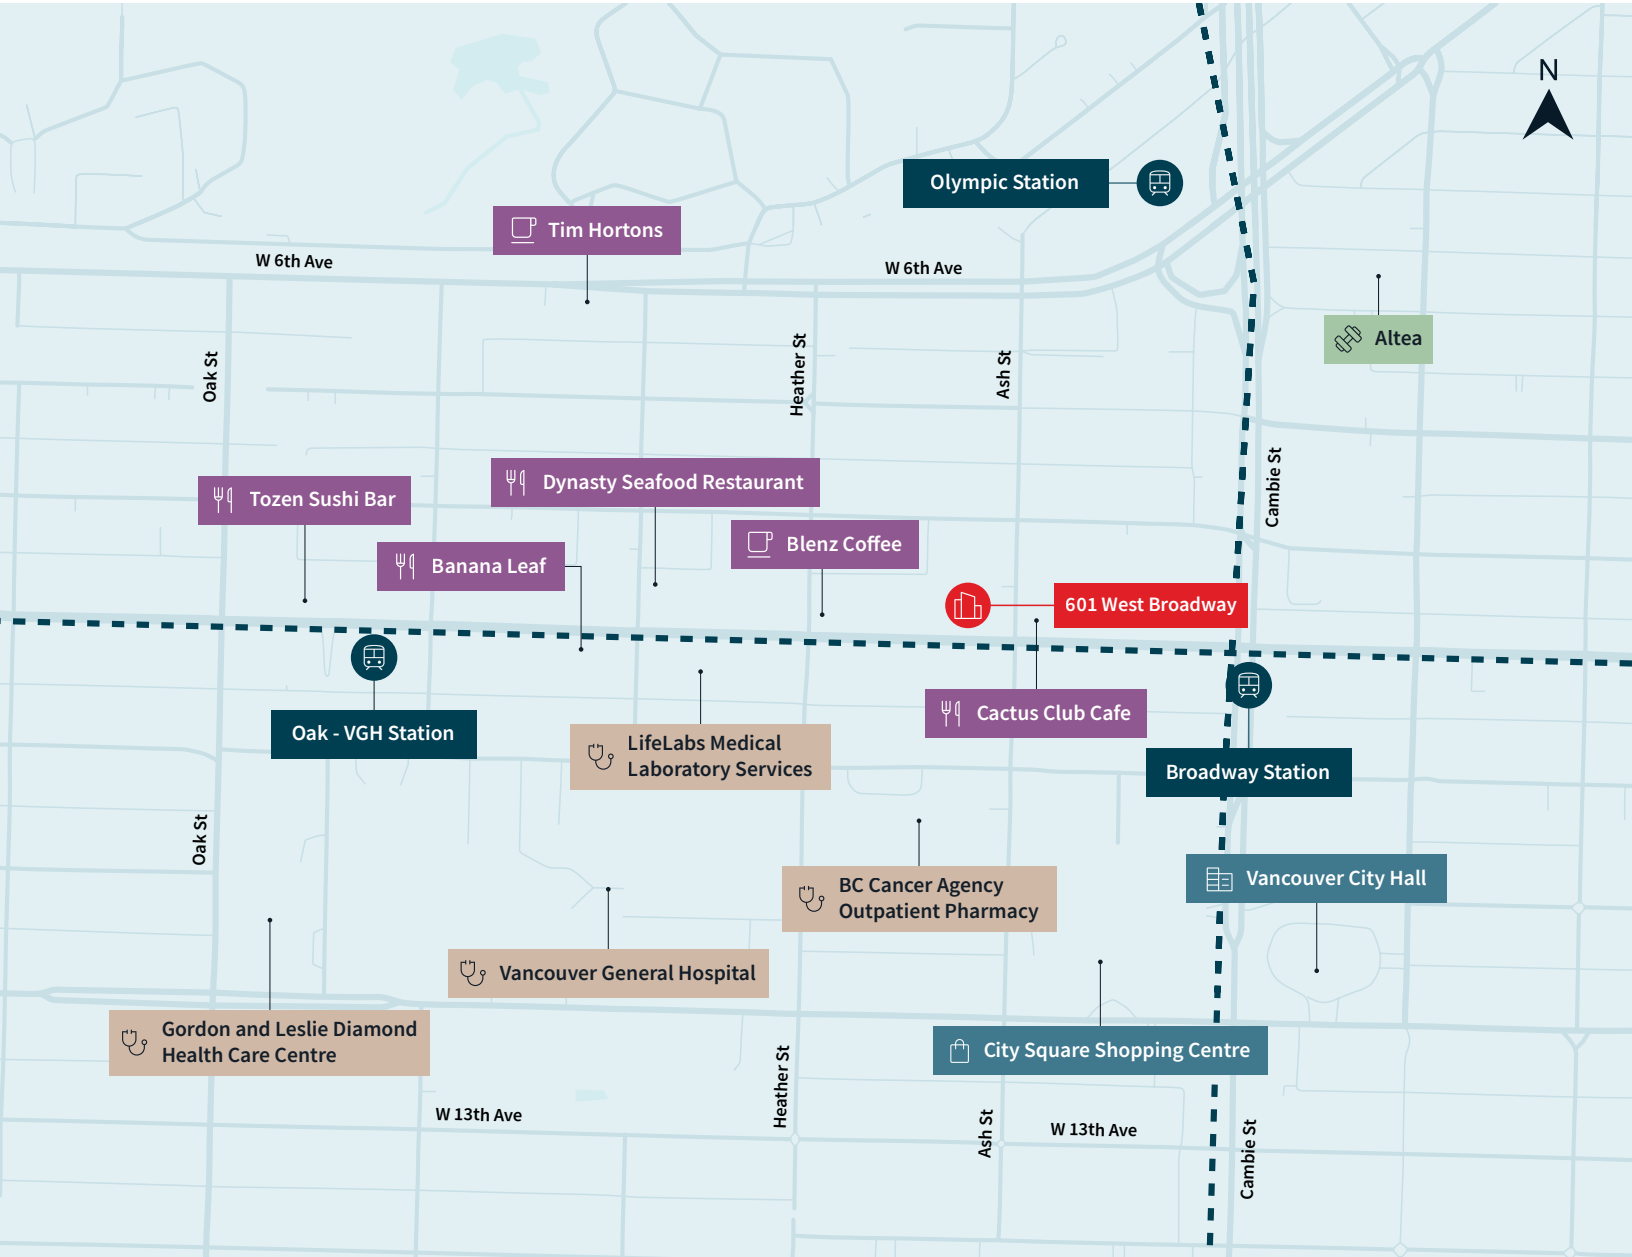 N
Olympic Station
Tim Hortons
W 6th Ave
W 6th Ave
Altea
Oak St
Heather St
Ash St
Cambie St
Dynasty Seafood Restaurant
Tozen Sushi Bar
Blenz Coffee
Banana Leaf
601 West Broadway
Cactus Club Cafe
Oak - VGH Station
LifeLabs Medical
Laboratory Services
Broadway Station
Oak St
BC Cancer Agency
Outpatient Pharmacy
Vancouver City Hall
Vancouver General Hospital
Gordon and Leslie Diamond
Health Care Centre
City Square Shopping Centre
Heather St
W 13th Ave
Ash St
W 13th Ave
Cambie St